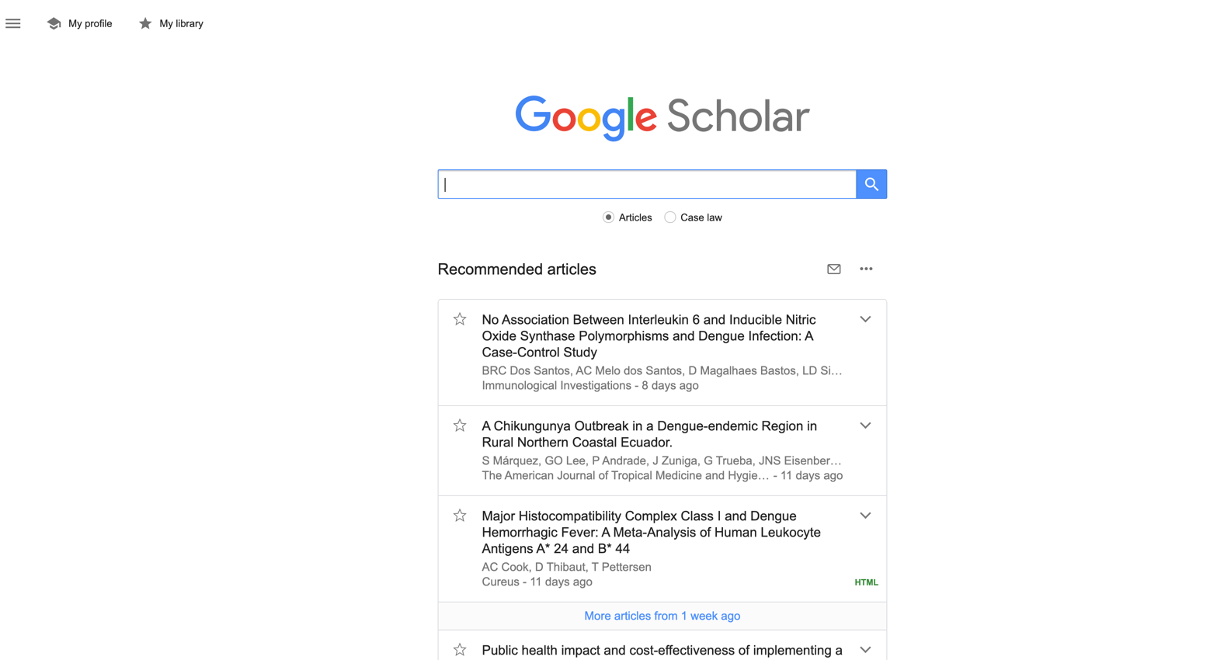 My profile My library
Google Scholar
Articles Case law
Recommended articles
No Association Between Interleukin 6 and Inducible Nitric
Oxide Synthase Polymorphisms and Dengue Infection: A
Case-Control Study
BRC Dos Santos, AC Melo dos Santos, D Magalhaes Bastos, LD Si…
Immunological Investigations - 8 days ago
A Chikungunya Outbreak in a Dengue-endemic Region in
Rural Northern Coastal Ecuador.
S Márquez, GO Lee, P Andrade, J Zuniga, G Trueba, JNS Eisenber…
The American Journal of Tropical Medicine and Hygie… - 11 days ago
Major Histocompatibility Complex Class I and Dengue
Hemorrhagic Fever: A Meta-Analysis of Human Leukocyte
Antigens A* 24 and B* 44
AC Cook, D Thibaut, T Pettersen
Cureus - 11 days ago
HTML
More articles from 1 week ago
Public health impact and cost-effectiveness of implementing a